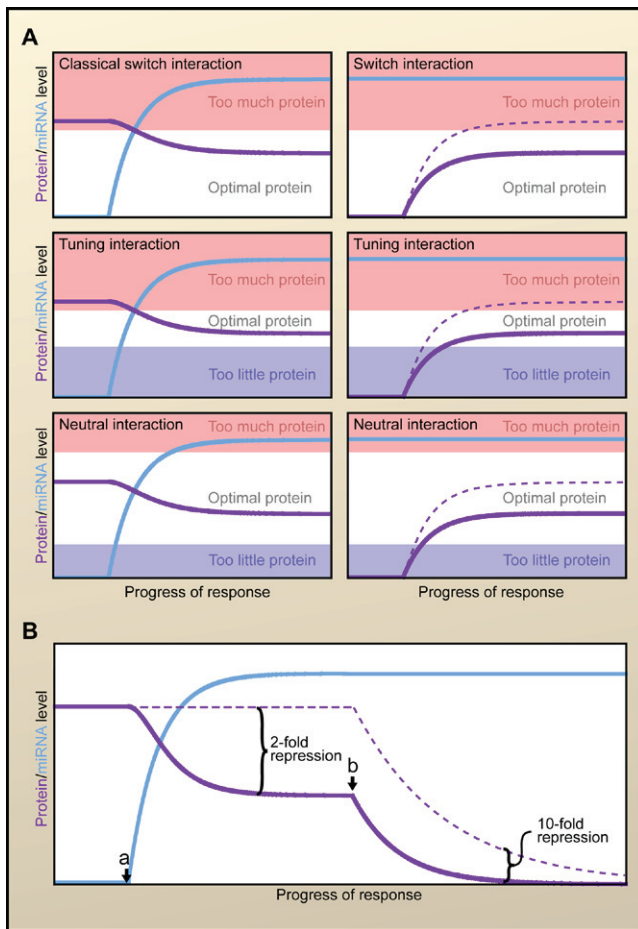 A
Classical switch interaction
Too much protein
Optimal protein
Switch interaction
Too much protein
Optimal protein
Protein/miRNA level
Tuning interaction
Too much protein
Optimal protein
Too little protein
Tuning interaction
Too much protein
Optimal protein
Too little protein
Protein/miRNA level
Neutral interaction
Too much protein
Optimal protein
Too little protein
Neutral interaction
Too much protein
Optimal protein
Too little protein
Protein/miRNA level
Progress of response
Progress of response
B
Protein/miRNA level
a
2-fold
repression
b
10-fold
repression
Progress of response